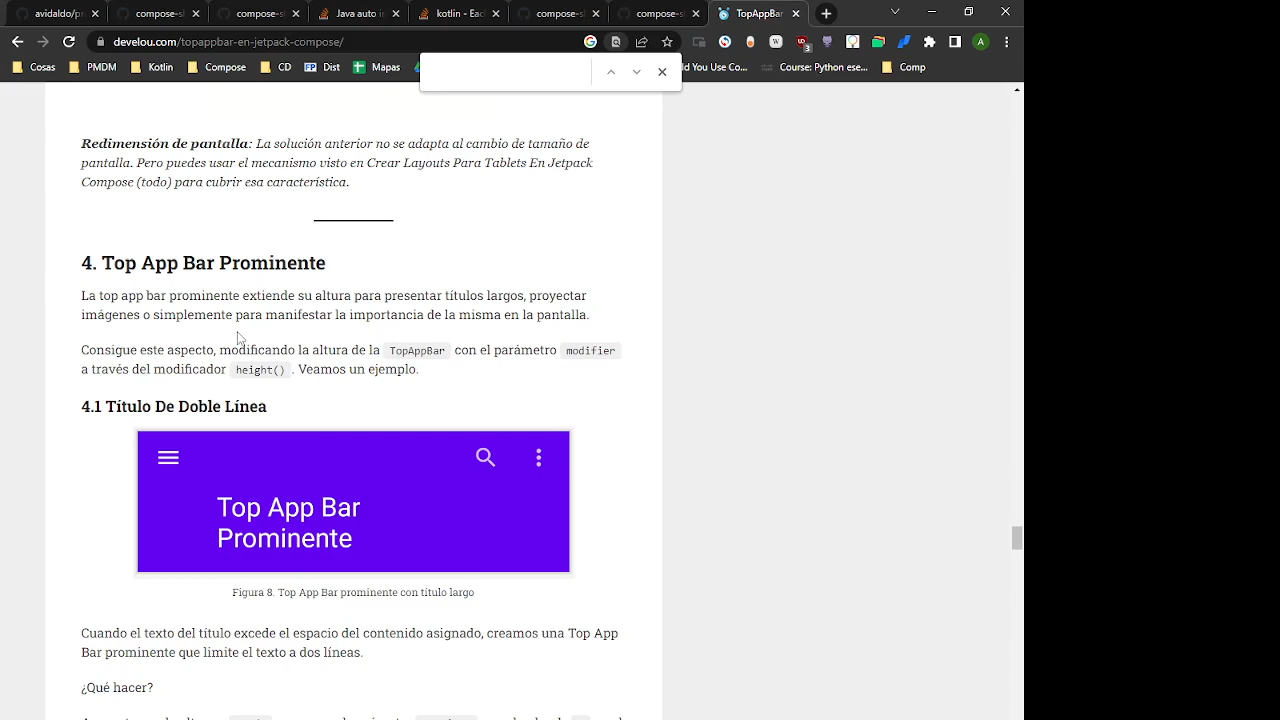 avidaldo/p
compose-sl
compose-sl
Java auto i
kotlin - Eac
compose-sl
compose-sl
TopAppBar
develou.com/topappbar-en-jetpack-compose/
Cosas
PMDM
Kotlin
Compose
CD
Dist
Mapas
ld You Use Co...
Course: Python ese...
Comp
Redimensión de pantalla: La solución anterior no se adapta al cambio de tamaño de
pantalla. Pero puedes usar el mecanismo visto en Crear Layouts Para Tablets En Jetpack
Compose (todo) para cubrir esa característica.
4. Top App Bar Prominente
La top app bar prominente extiende su altura para presentar títulos largos, proyectar
imágenes o simplemente para manifestar la importancia de la misma en la pantalla.
Consigue este aspecto, modificando la altura de la TopAppBar con el parámetro modifier
a través del modificador height(). Veamos un ejemplo.
4.1 Título De Doble Línea
Top App Bar
Prominente
Figura 8. Top App Bar prominente con título largo
Cuando el texto del título excede el espacio del contenido asignado, creamos una Top App
Bar prominente que limite el texto a dos líneas.
¿Qué hacer?